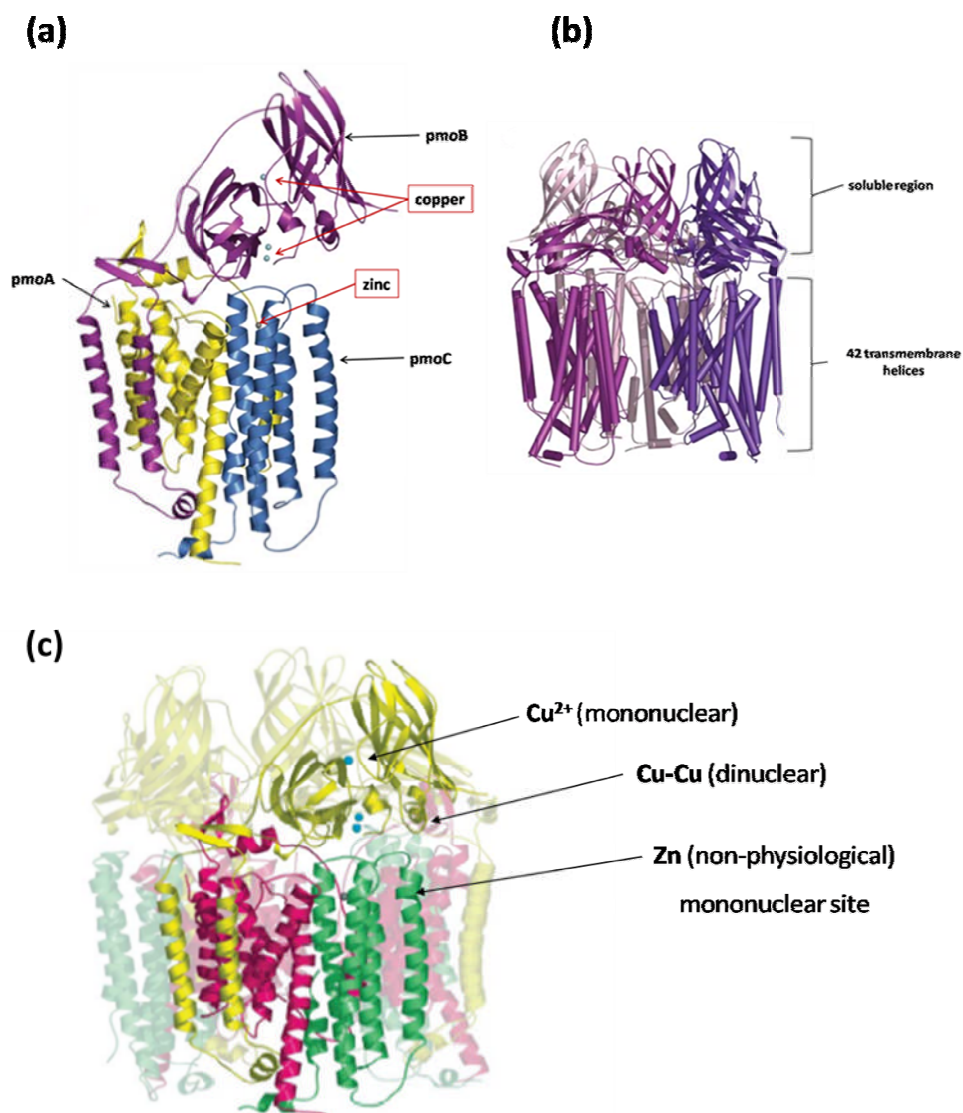 (a)
(b)
pmoB
copper
pmoA
zinc
pmoC
soluble region
42 transmembrane
helices
(c)
Cu²⁺ (mononuclear)
Cu-Cu (dinuclear)
Zn (non-physiological)
mononuclear site